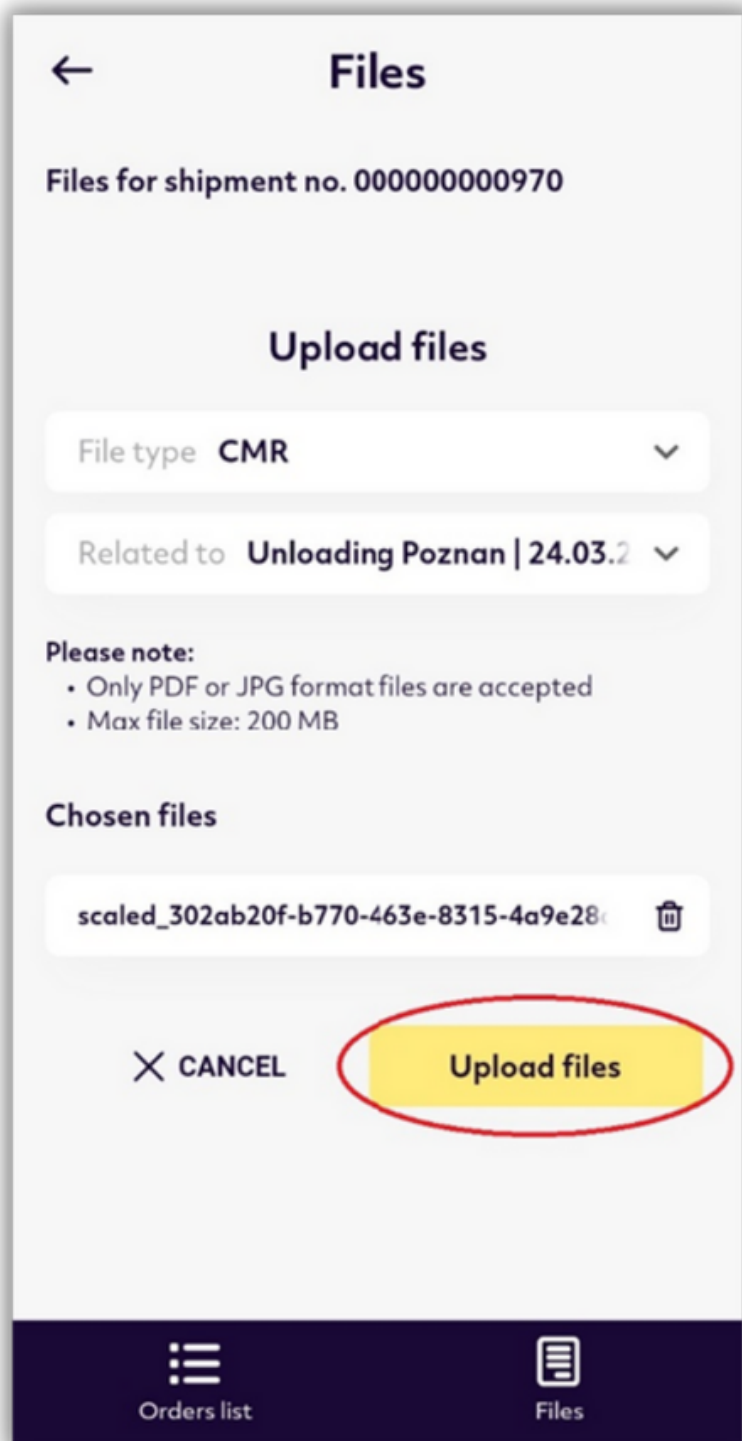 Files
Files for shipment no. 000000000970
Upload files
File type CMR
Related to Unloading Poznan | 24.03.2
Please note:
• Only PDF or JPG format files are accepted
• Max file size: 200 MB
Chosen files
scaled_302ab20f-b770-463e-8315-4a9e28
CANCEL Upload files
Orders list Files